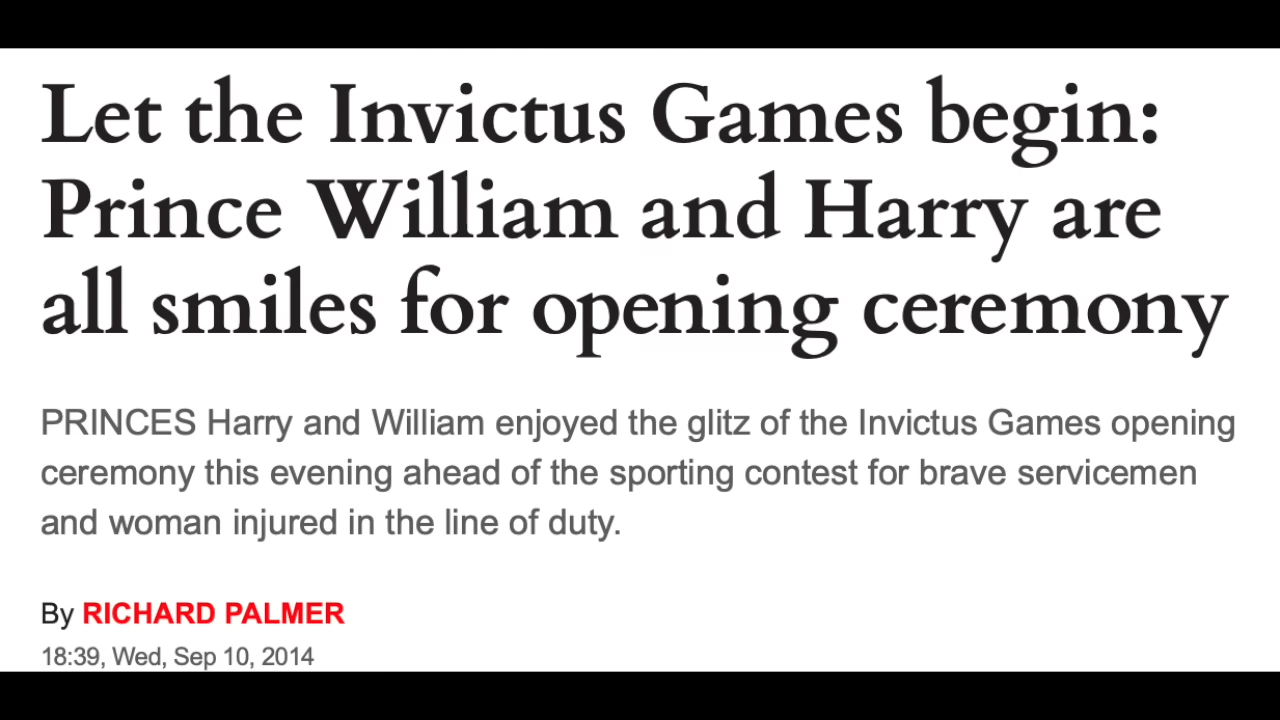 Let the Invictus Games begin:
Prince William and Harry are
all smiles for opening ceremony
PRINCES Harry and William enjoyed the glitz of the Invictus Games opening
ceremony this evening ahead of the sporting contest for brave servicemen
and woman injured in the line of duty.
By RICHARD PALMER
18:39, Wed, Sep 10, 2014